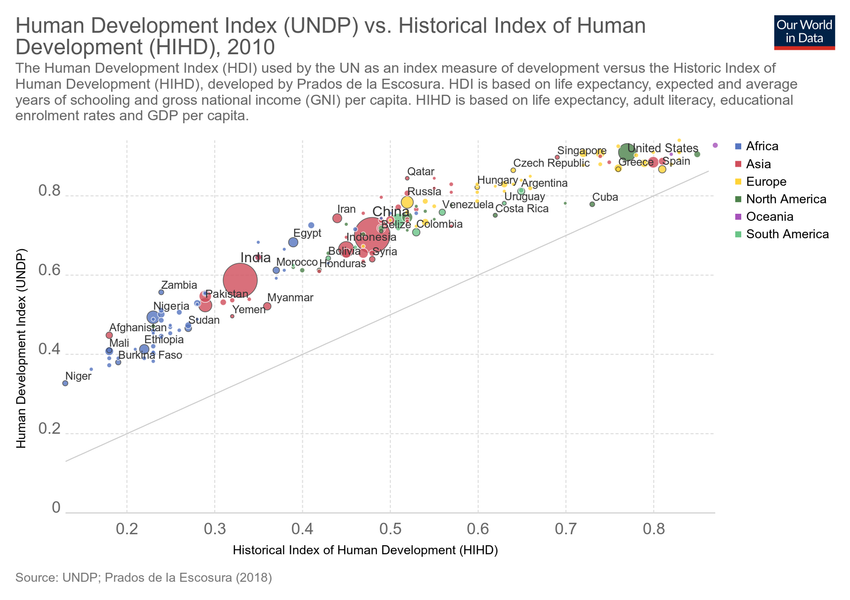 Human Development Index (UNDP) vs. Historical Index of Human
Development (HIHD), 2010
Our World
in Data
The Human Development Index (HDI) used by the UN as an index measure of development versus the Historic Index of
Human Development (HIHD), developed by Prados de la Escosura. HDI is based on life expectancy, expected and average
years of schooling and gross national income (GNI) per capita. HIHD is based on life expectancy, adult literacy, educational
enrolment rates and GDP per capita.
Africa
Asia
Europe
North America
Oceania
South America
Human Development Index (UNDP)
0.8
0.6
0.4
0.2
0
Singapore
United States
Greece
Spain
Czech Republic
Qatar
Hungary
Argentina
Russia
Uruguay
Cuba
Venezuela
Costa Rica
Iran
China
Belize
Colombia
Egypt
Indonesia
Bolivia
Syria
India
Morocco
Honduras
Zambia
Pakistan
Myanmar
Nigeria
Yemen
Sudan
Afghanistan
Mali
Ethiopia
Burkina Faso
Niger
0.2
0.3
0.4
0.5
0.6
0.7
0.8
Historical Index of Human Development (HIHD)
Source: UNDP; Prados de la Escosura (2018)